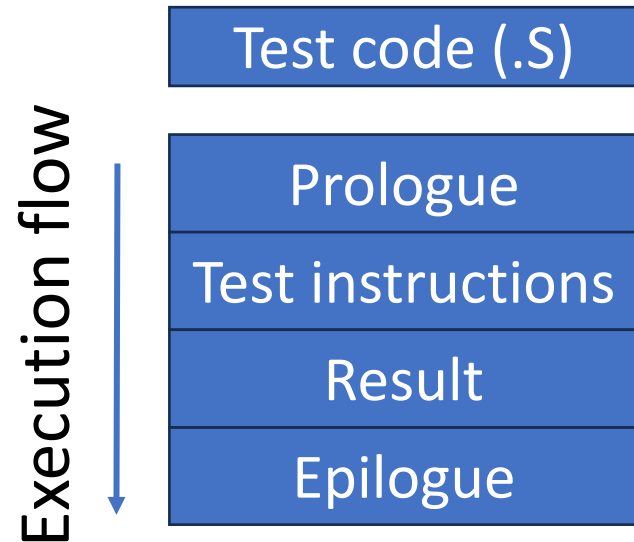 Test code (.S)
Execution flow
Prologue
Test instructions
Result
Epilogue